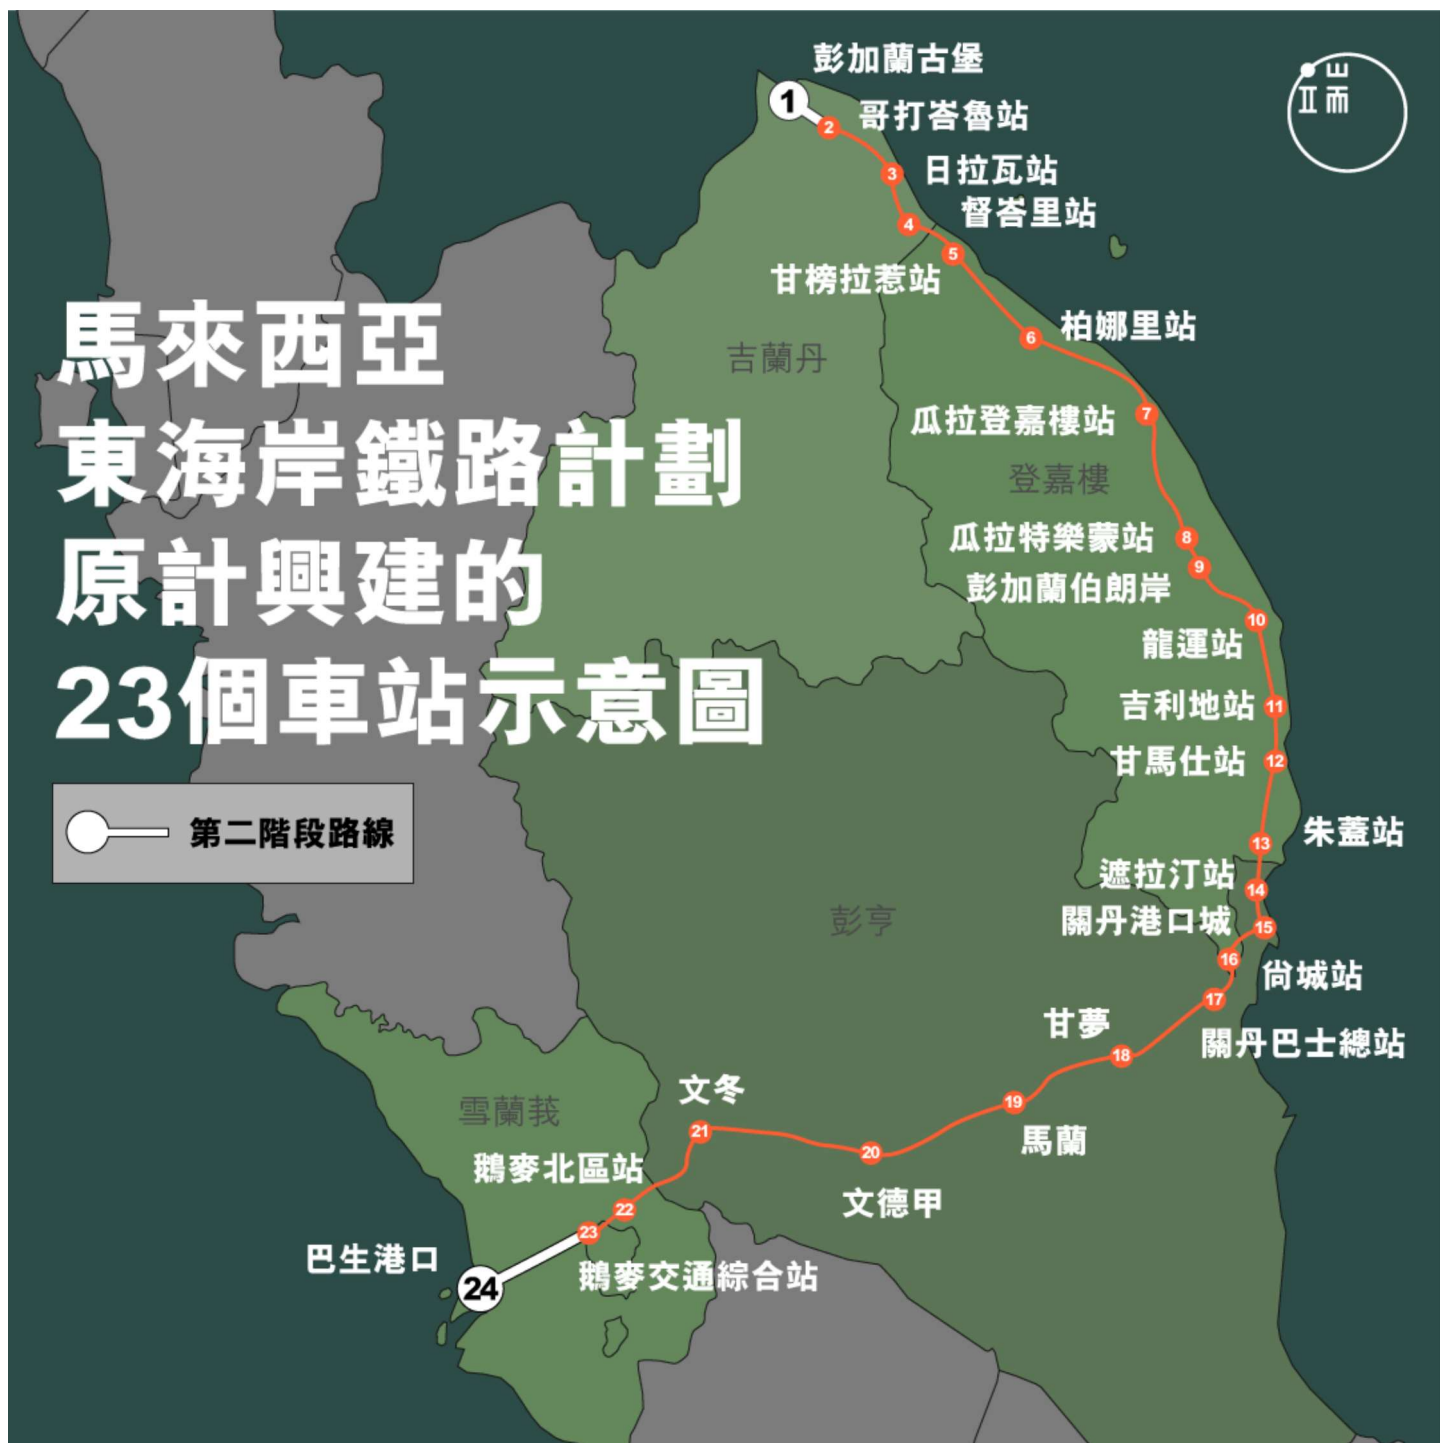 彭加蘭古堡
端
1
2
哥打峇魯站
3
日拉瓦站
4
督峇里站
5
甘榜拉惹站
馬來西亞
東海岸鐵路計劃
原計興建的
23個車站示意圖
6
柏娜里站
吉蘭丹
7
瓜拉登嘉樓站
登嘉樓
8
瓜拉特樂蒙站
9
彭加蘭伯朗岸
10
龍運站
11
吉利地站
12
甘馬仕站
第二階段路線
13
朱蓋站
14
遮拉汀站
15
關丹港口城
彭亨
16
尚城站
17
關丹巴士總站
18
甘夢
19
馬蘭
20
文德甲
21
文冬
雪蘭莪
22
鵝麥北區站
23
鵝麥交通綜合站
24
巴生港口